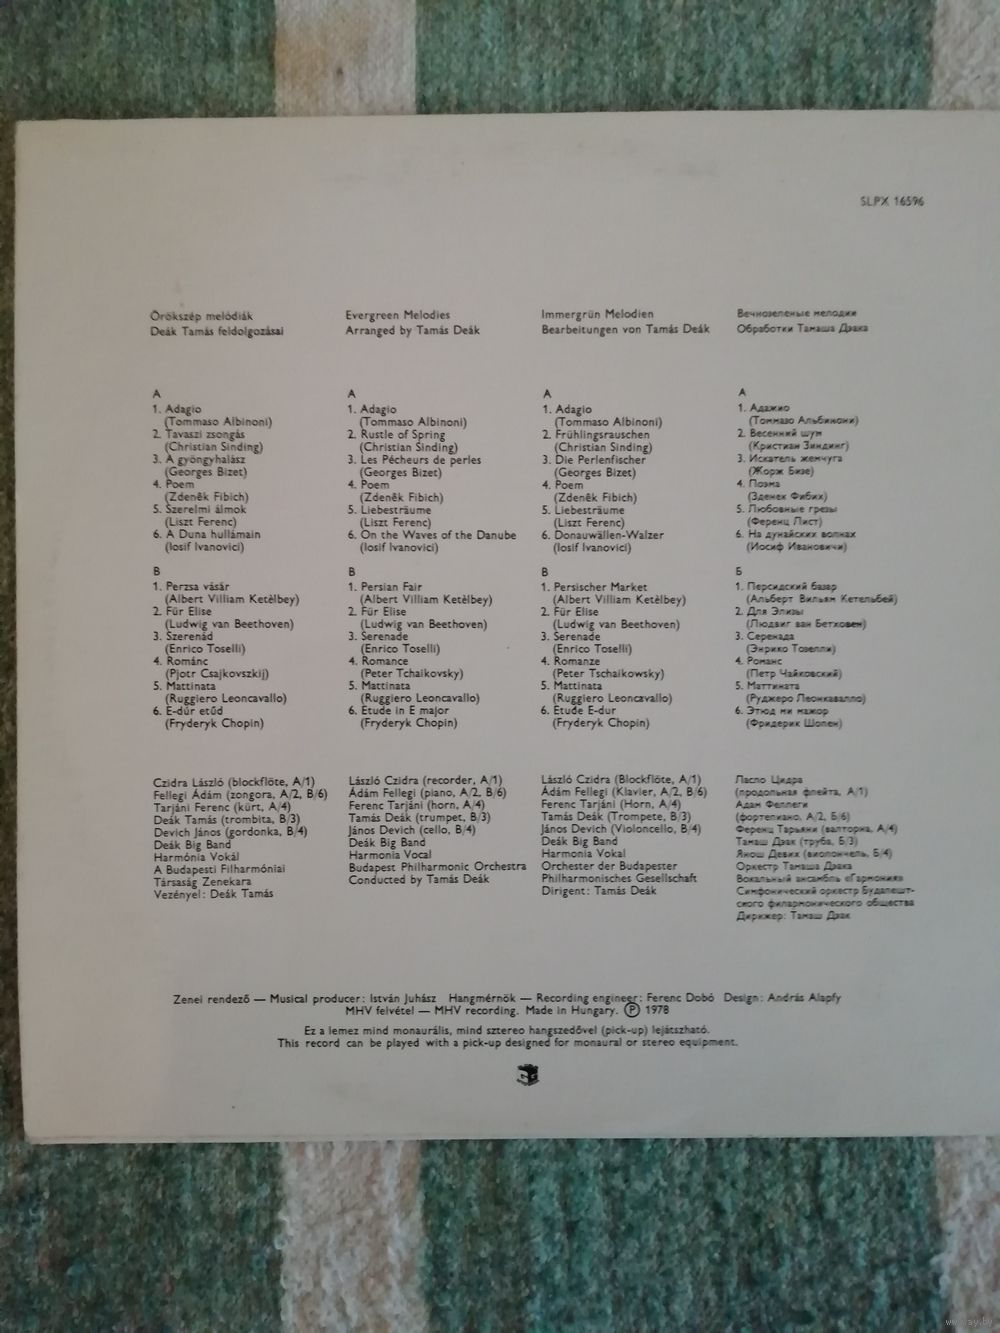 SLPX 16596
Örökszép melódiák
Deák Tamás feldolgozásai
A
1. Adagio
(Tommaso Albinoni)
2. Tavaszi zsongás
(Christian Sinding)
3. A gyöngyhalász
(Georges Bizet)
4. Poem
(Zdenêk Fibich)
5. Szerelmi álmok
(Liszt Ferenc)
6. A Duna hullámain
(Iosif Ivanovici)
B
1. Perzsa vásár
(Albert Villiam Ketèlbey)
2. Für Elise
(Ludwig van Beethoven)
3. Szerenád
(Enrico Toselli)
4. Románc
(Pjotr Csajkovszkij)
5. Mattinata
(Ruggiero Leoncavallo)
6. E-dúr etűd
(Fryderyk Chopin)
Czidra László (blockflöte, A/1)
Fellegi Ádám (zongora, A/2, B/6)
Tarjáni Ferenc (kürt, A/4)
Deák Tamás (trombita, B/3)
Devich János (gordonka, B/4)
Deák Big Band
Harmónia Vokál
A Budapesti Filharmóniai
Társaság Zenekara
Vezényel: Deák Tamás
Evergreen Melodies
Arranged by Tamás Deák
A
1. Adagio
(Tommaso Albinoni)
2. Rustle of Spring
(Christian Sinding)
3. Les Pécheurs de perles
(Georges Bizet)
4. Poem
(Zdenêk Fibich)
5. Liebesträume
(Liszt Ferenc)
6. On the Waves of the Danube
(Iosif Ivanovici)
B
1. Persian Fair
(Albert Villiam Ketèlbey)
2. Für Elise
(Ludwig van Beethoven)
3. Serenade
(Enrico Toselli)
4. Romance
(Peter Tchaikovsky)
5. Mattinata
(Ruggiero Leoncavallo)
6. Etude in E major
(Fryderyk Chopin)
László Czidra (recorder, A/1)
Ádám Fellegi (piano, A/2, B/6)
Ferenc Tarjáni (horn, A/4)
Tamás Deák (trumpet, B/3)
János Devich (cello, B/4)
Deák Big Band
Harmonia Vocal
Budapest Philharmonic Orchestra
Conducted by Tamás Deák
Immergrün Melodien
Bearbeitungen von Tamás Deák
A
1. Adagio
(Tommaso Albinoni)
2. Frühlingsrauschen
(Christian Sinding)
3. Die Perlenfischer
(Georges Bizet)
4. Poem
(Zdenêk Fibich)
5. Liebesträume
(Liszt Ferenc)
6. Donauwällen-Walzer
(Iosif Ivanovici)
B
1. Persischer Market
(Albert Villiam Ketèlbey)
2. Für Elise
(Ludwig van Beethoven)
3. Serenade
(Enrico Toselli)
4. Romanze
(Peter Tschaikowsky)
5. Mattinata
(Ruggiero Leoncavallo)
6. Etude E-dur
(Fryderyk Chopin)
László Czidra (Blockflöte, A/1)
Ádám Fellegi (Klavier, A/2, B/6)
Ferenc Tarjáni (Horn, A/4)
Tamás Deák (Trompete, B/3)
János Devich (Violoncello, B/4)
Deák Big Band
Harmonia Vokal
Orchester der Budapester
Philharmonisches Gesellschaft
Dirigent: Tamás Deák
Вечнозеленые мелодии
Обработки Тамаша Дэака
А
1. Адажио
(Томмазо Альбинони)
2. Весенний шум
(Кристиан Зиндинг)
3. Искатель жемчуга
(Жорж Бизе)
4. Поэма
(Зденек Фибих)
5. Любовные грезы
(Ференц Лист)
6. На дунайских волнах
(Иосиф Ивановичи)
Б
1. Персидский базар
(Альберт Вильям Кетельбей)
2. Для Элизы
(Людвиг ван Бетховен)
3. Серенада
(Энрико Тозелли)
4. Романс
(Петр Чайковский)
5. Маттината
(Руджеро Леонкавалло)
6. Этюд ми мажор
(Фридерик Шопен)
Ласло Цидра
(продольная флейта, А/1)
Адам Феллеги
(фортепиано, А/2, Б/6)
Ференц Тарьяни (валторна, А/4)
Тамаш Дэак (труба, Б/3)
Янош Девих (виолончель, Б/4)
Оркестр Тамаша Дэака
Вокальный ансамбль «Гармония»
Симфонический оркестр Будапешт-
ского филармонического общества
Дирижер: Тамаш Дэак
Zenei rendező — Musical producer: István Juhász Hangmérnök — Recording engineer: Ferenc Dobó Design: András Alapfy
MHV felvétel — MHV recording. Made in Hungary. Ⓟ 1978
Ez a lemez mind monaurális, mind sztereo hangszedővel (pick-up) lejátszható.
This record can be played with a pick-up designed for monaural or stereo equipment.
www.ay.by